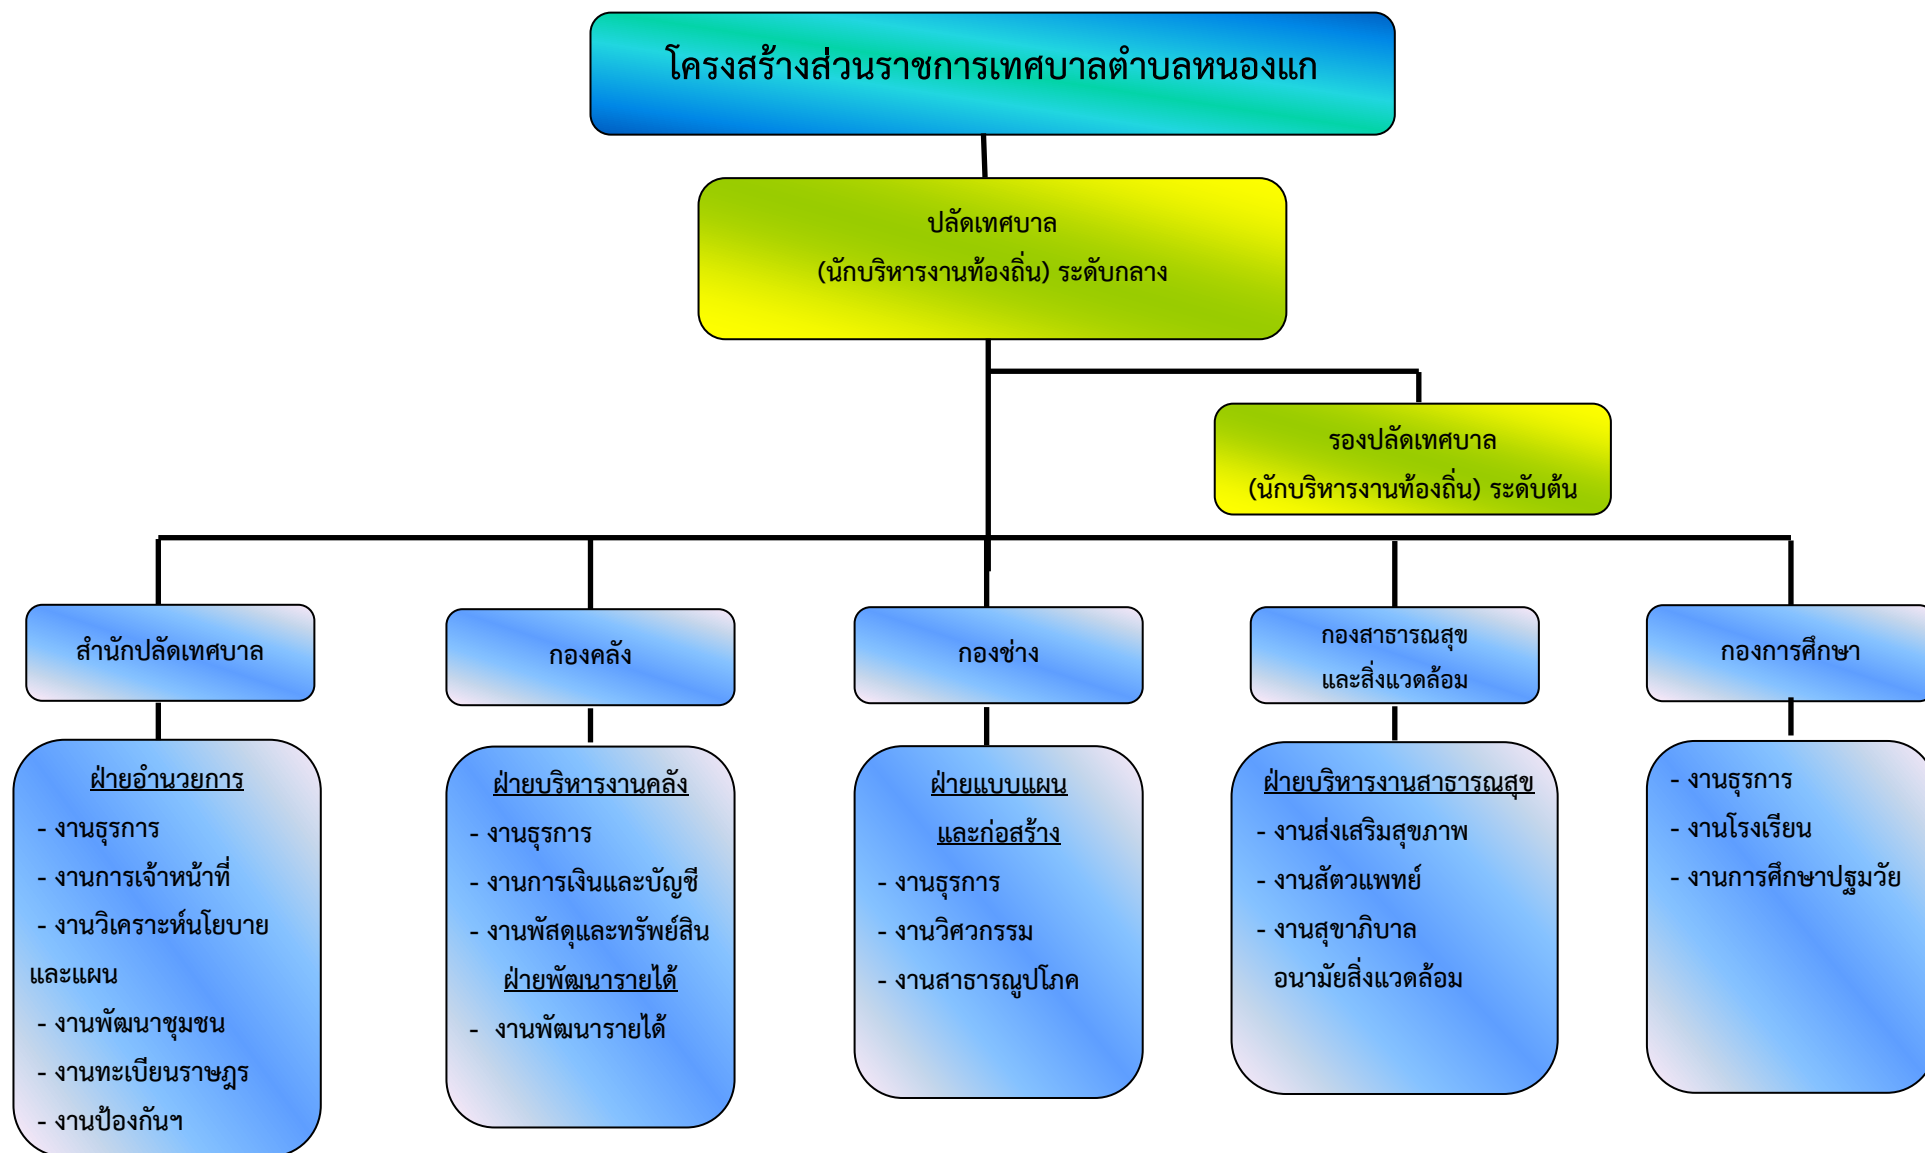 โครงสร้างส่วนราชการเทศบาลตำบลหนองแก
ปลัดเทศบาล
(นักบริหารงานท้องถิ่น) ระดับกลาง
รองปลัดเทศบาล
(นักบริหารงานท้องถิ่น) ระดับต้น
สำนักปลัดเทศบาล
ฝ่ายอำนวยการ
- งานธุรการ
- งานการเจ้าหน้าที่
- งานวิเคราะห์นโยบาย
และแผน
- งานพัฒนาชุมชน
- งานทะเบียนราษฎร
- งานป้องกันฯ
กองคลัง
ฝ่ายบริหารงานคลัง
- งานธุรการ
- งานการเงินและบัญชี
- งานพัสดุและทรัพย์สิน
ฝ่ายพัฒนารายได้
- งานพัฒนารายได้
กองช่าง
ฝ่ายแบบแผน
และก่อสร้าง
- งานธุรการ
- งานวิศวกรรม
- งานสาธารณูปโภค
กองสาธารณสุข
และสิ่งแวดล้อม
ฝ่ายบริหารงานสาธารณสุข
- งานส่งเสริมสุขภาพ
- งานสัตวแพทย์
- งานสุขาภิบาล
อนามัยสิ่งแวดล้อม
กองการศึกษา
- งานธุรการ
- งานโรงเรียน
- งานการศึกษาปฐมวัย